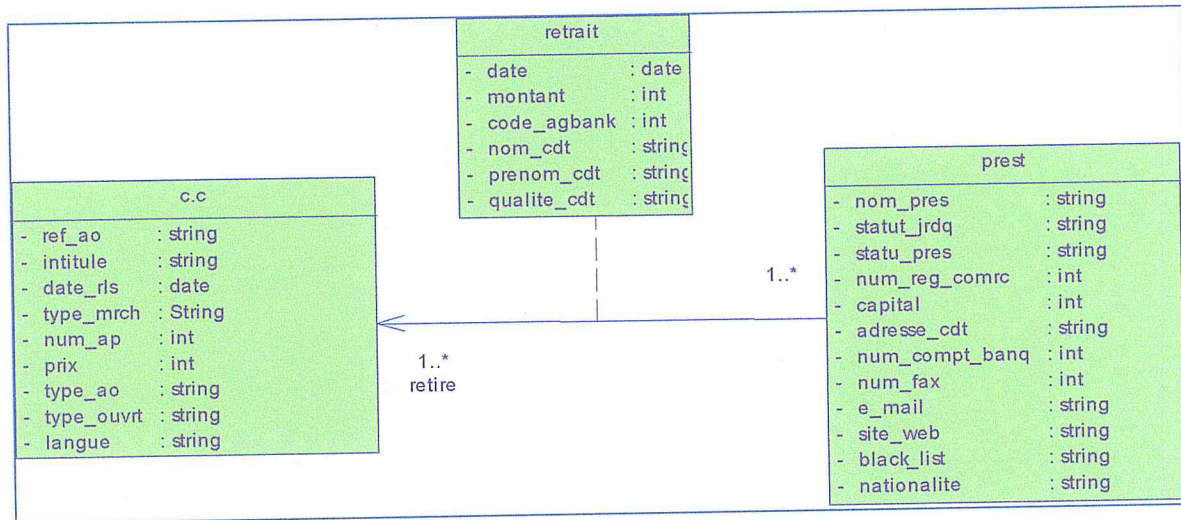 retrait
- date : date
- montant : int
- code_agbank : int
- nom_cdt : string
- prenom_cdt : string
- qualite_cdt : string
c.c
- ref_ao : string
- intitule : string
- date_rls : date
- type_mrch : String
- num_ap : int
- prix : int
- type_ao : string
- type_ouvrt : string
- langue : string
1..*
retire
1..*
prest
- nom_pres : string
- statut_jrdq : string
- statu_pres : string
- num_reg_comrc : int
- capital : int
- adresse_cdt : string
- num_compt_banq : int
- num_fax : int
- e_mail : string
- site_web : string
- black_list : string
- nationalite : string